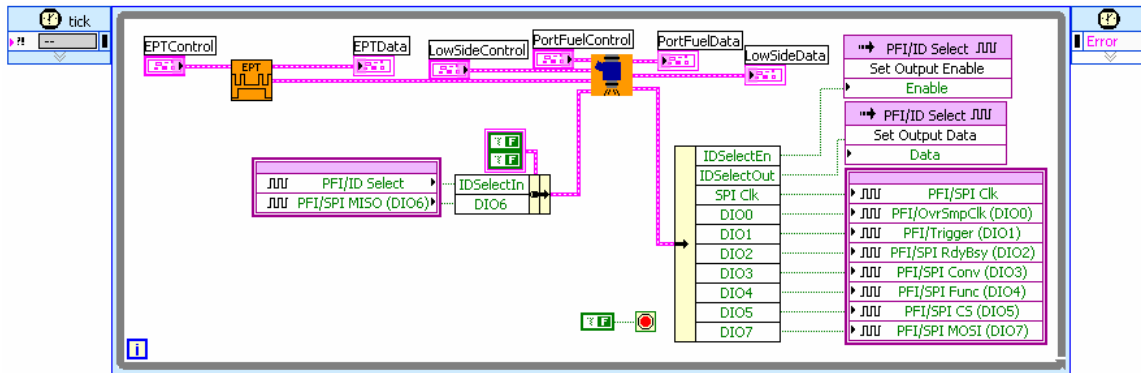 tick
?!
--
Error
EPTControl
EPTData
LowSideControl
PortFuelControl
PortFuelData
LowSideData
EPT
PFI/ID Select
Set Output Enable
Enable
PFI/ID Select
Set Output Data
Data
F
F
PFI/ID Select
PFI/SPI MISO (DIO6)
IDSelectIn
DIO6
IDSelectEn
IDSelectOut
SPI Clk
DIO0
DIO1
DIO2
DIO3
DIO4
DIO5
DIO7
PFI/SPI Clk
PFI/OvrSmpClk (DIO0)
PFI/Trigger (DIO1)
PFI/SPI RdyBsy (DIO2)
PFI/SPI Conv (DIO3)
PFI/SPI Func (DIO4)
PFI/SPI CS (DIO5)
PFI/SPI MOSI (DIO7)
F
i